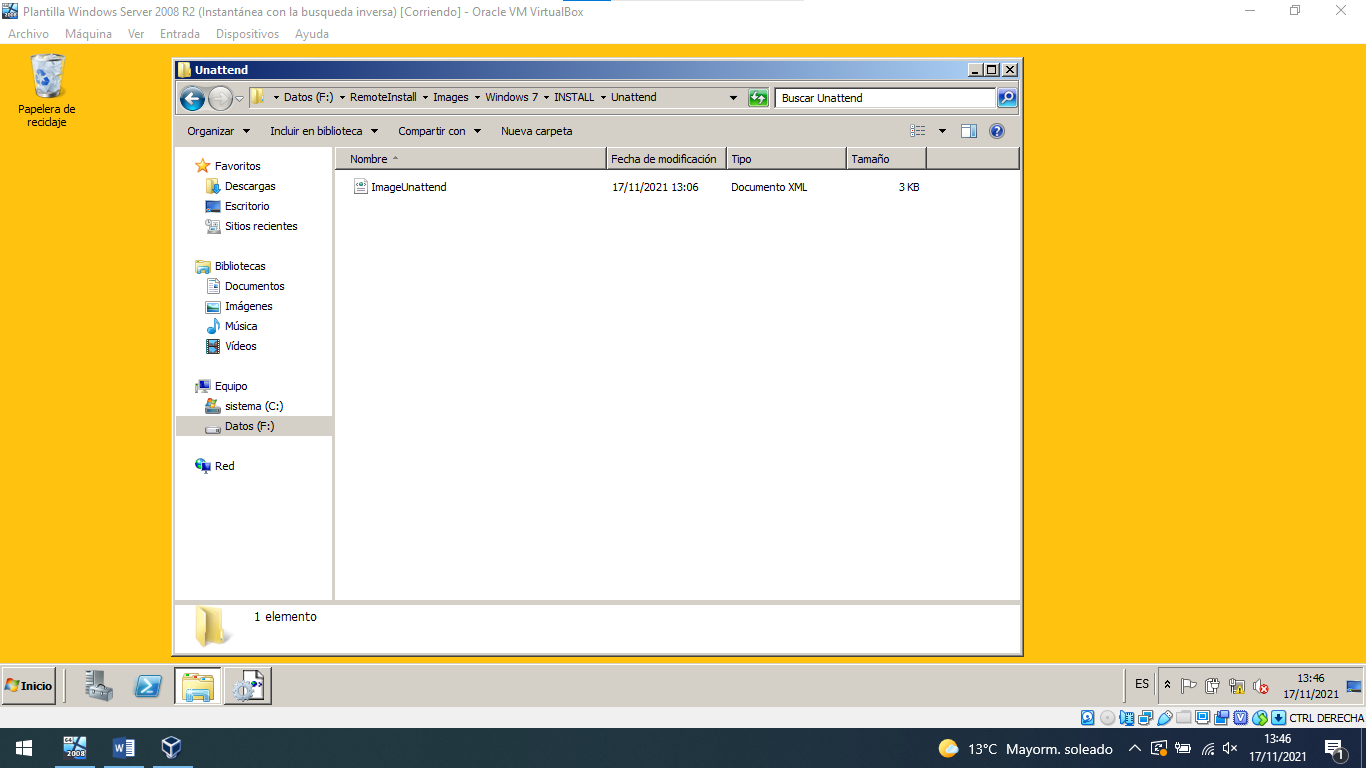 Plantilla Windows Server 2008 R2 (Instantánea con la busqueda inversa) [Corriendo] - Oracle VM VirtualBox
Archivo Máquina Ver Entrada Dispositivos Ayuda
Papelera de reciclaje
Unattend
Datos (F:) RemoteInstall Images Windows 7 INSTALL Unattend
Buscar Unattend
Organizar Incluir en biblioteca Compartir con Nueva carpeta
Nombre Fecha de modificación Tipo Tamaño
ImageUnattend 17/11/2021 13:06 Documento XML 3 KB
Favoritos
Descargas
Escritorio
Sitios recientes
Bibliotecas
Documentos
Imágenes
Música
Vídeos
Equipo
sistema (C:)
Datos (F:)
Red
1 elemento
Inicio
ES
13:46
17/11/2021
CTRL DERECHA
2008
13°C Mayorm. soleado
13:46
17/11/2021
1